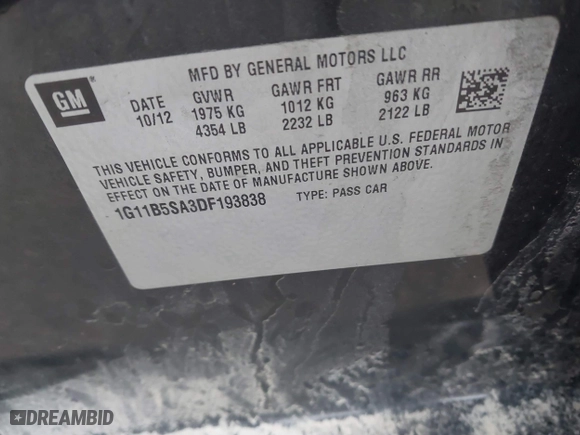 MFD BY GENERAL MOTORS LLC
GM
DATE GVWR GAWR FRT GAWR RR
10/12 1975 KG 1012 KG 963 KG
4354 LB 2232 LB 2122 LB
THIS VEHICLE CONFORMS TO ALL APPLICABLE U.S. FEDERAL MOTOR
VEHICLE SAFETY, BUMPER, AND THEFT PREVENTION STANDARDS IN
EFFECT ON THE DATE OF MANUFACTURE SHOWN ABOVE.
1G11B5SA3DF193838 TYPE: PASS CAR
DREAMBID